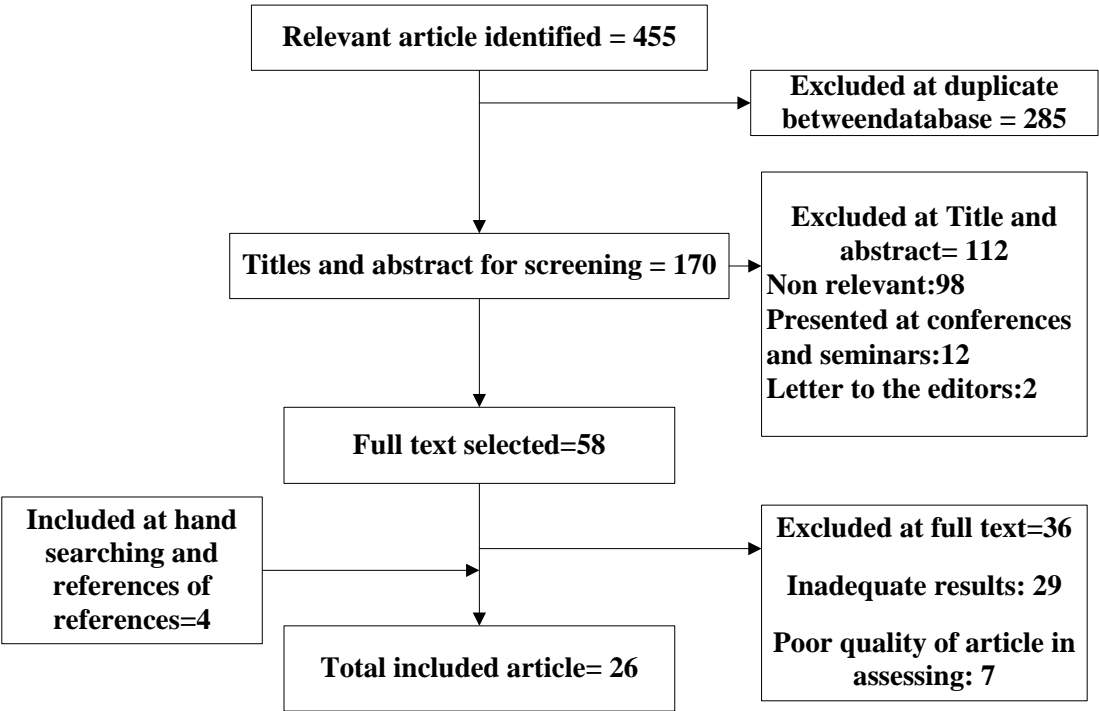 Relevant article identified = 455
Excluded at duplicate
betweendatabase = 285
Titles and abstract for screening = 170
Excluded at Title and
abstract= 112
Non relevant:98
Presented at conferences
and seminars:12
Letter to the editors:2
Full text selected=58
Included at hand
searching and
references of
references=4
Excluded at full text=36
Inadequate results: 29
Poor quality of article in
assessing: 7
Total included article= 26